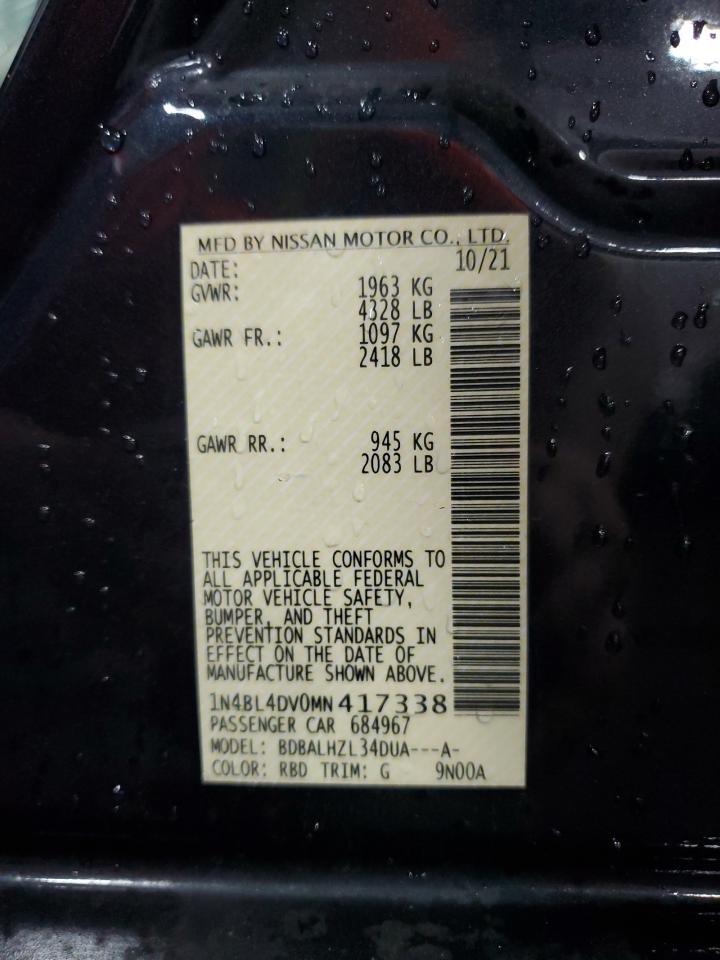 MFD BY NISSAN MOTOR CO., LTD.
DATE: 10/21
GVWR: 1963 KG
4328 LB
GAWR FR.: 1097 KG
2418 LB
GAWR RR.: 945 KG
2083 LB
THIS VEHICLE CONFORMS TO
ALL APPLICABLE FEDERAL
MOTOR VEHICLE SAFETY,
BUMPER, AND THEFT
PREVENTION STANDARDS IN
EFFECT ON THE DATE OF
MANUFACTURE SHOWN ABOVE.
1N4BL4DV0MN417338
PASSENGER CAR 684967
MODEL: BDBALHZL34DUA---A-
COLOR: RBD TRIM: G 9N00A